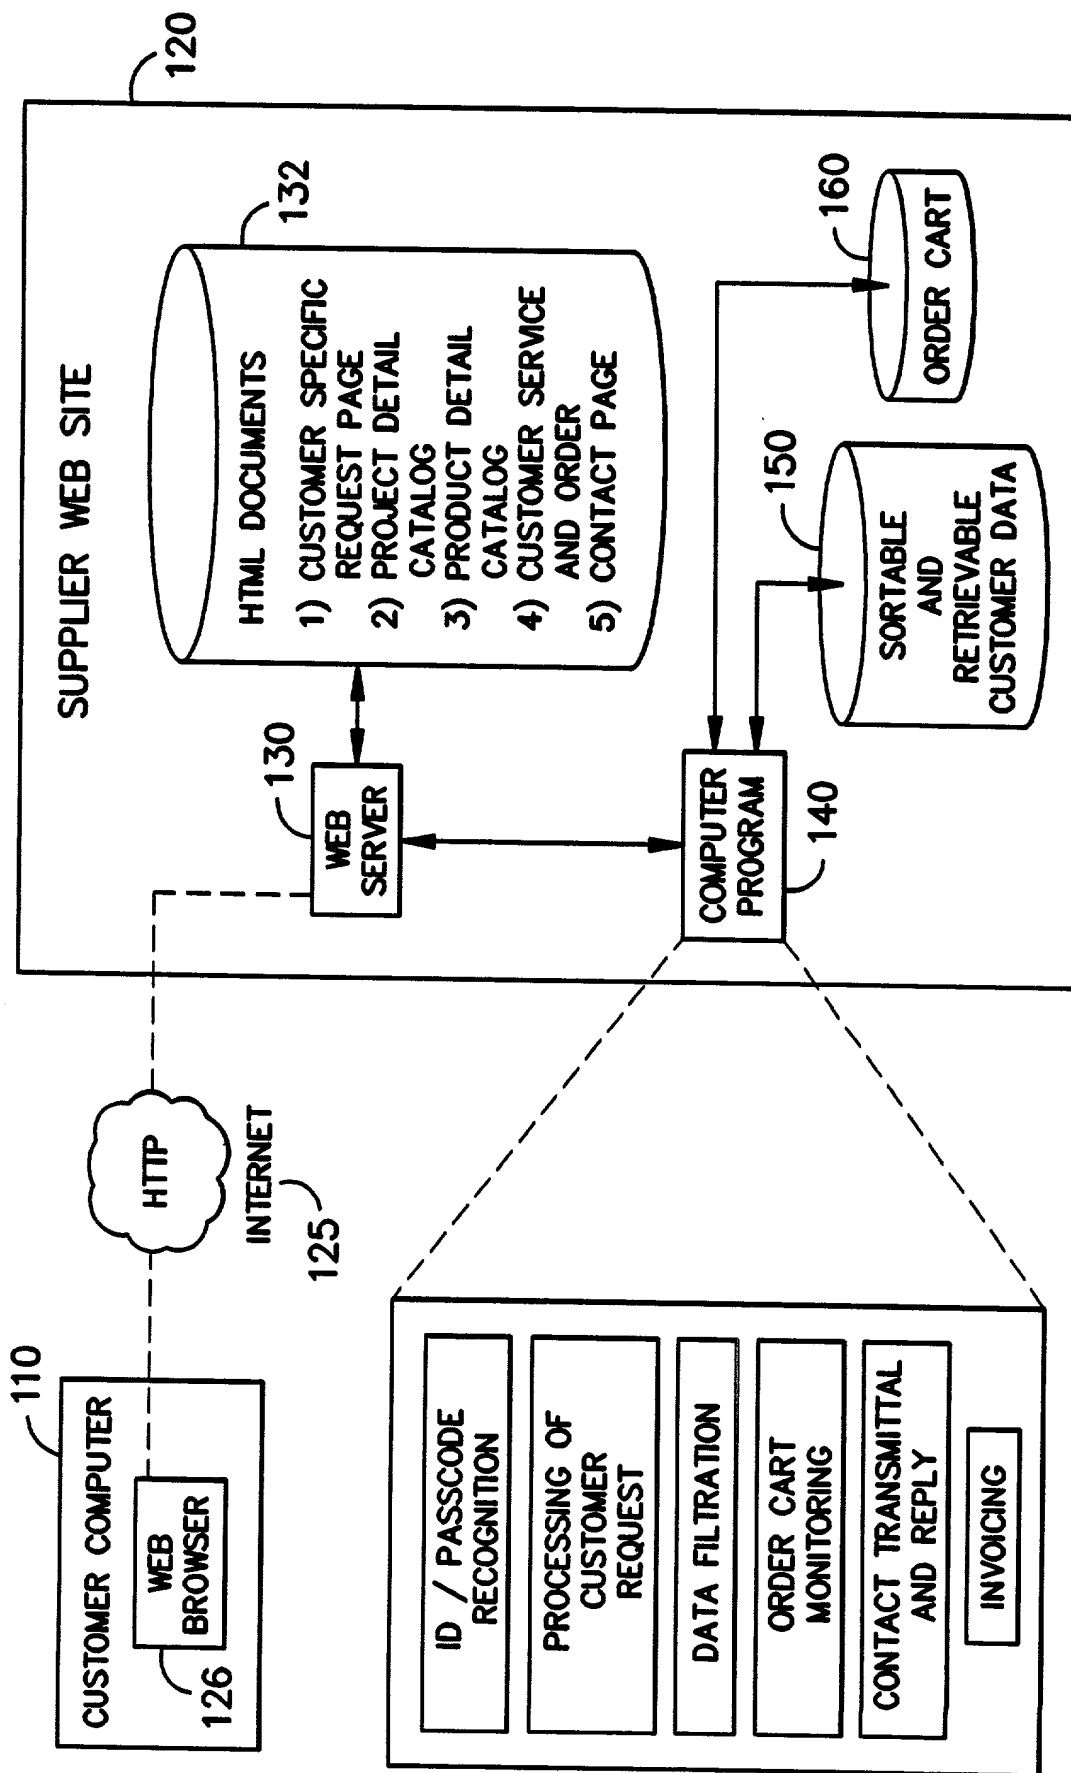 110
CUSTOMER COMPUTER
WEB
BROWSER
126
HTTP
INTERNET
125
120
SUPPLIER WEB SITE
130
WEB
SERVER
132
HTML DOCUMENTS
1) CUSTOMER SPECIFIC
REQUEST PAGE
2) PROJECT DETAIL
CATALOG
3) PRODUCT DETAIL
CATALOG
4) CUSTOMER SERVICE
AND ORDER
5) CONTACT PAGE
COMPUTER
PROGRAM
140
150
SORTABLE
AND
RETRIEVABLE
CUSTOMER DATA
160
ORDER CART
ID / PASSCODE
RECOGNITION
PROCESSING OF
CUSTOMER
REQUEST
DATA FILTRATION
ORDER CART
MONITORING
CONTACT TRANSMITTAL
AND REPLY
INVOICING